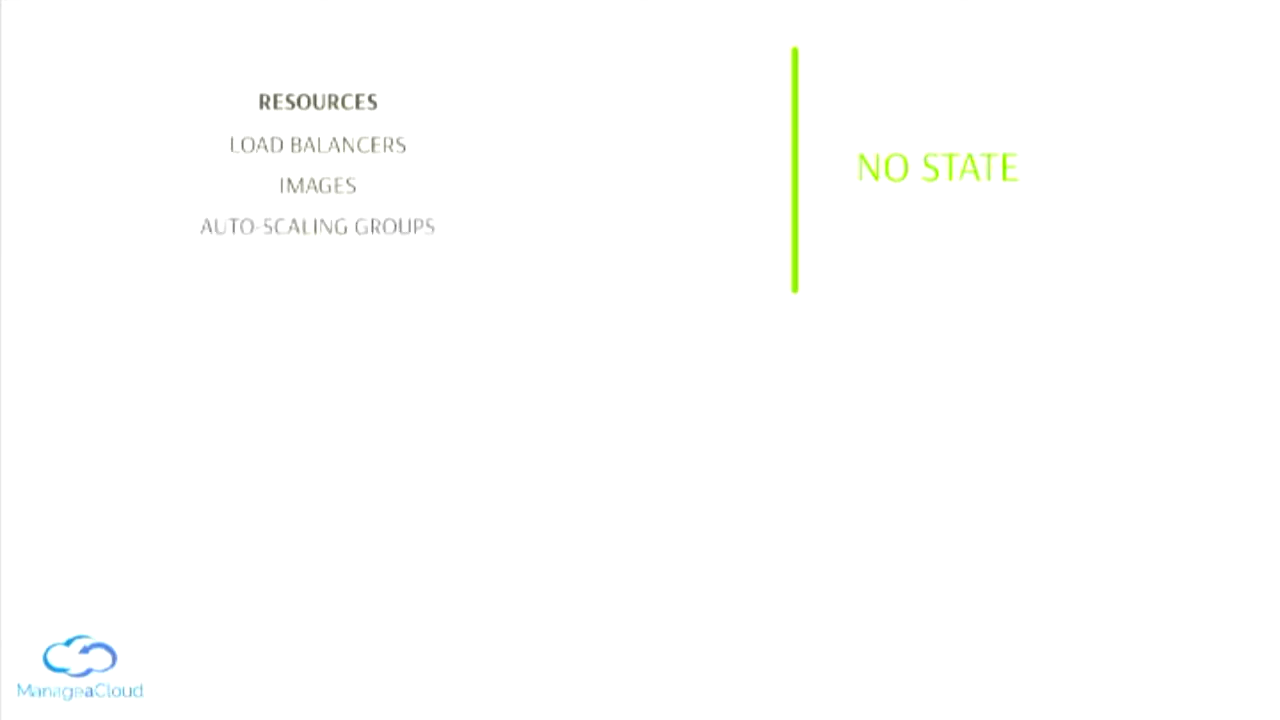 RESOURCES
LOAD BALANCERS
IMAGES
AUTO-SCALING GROUPS
NO STATE
ManageaCloud